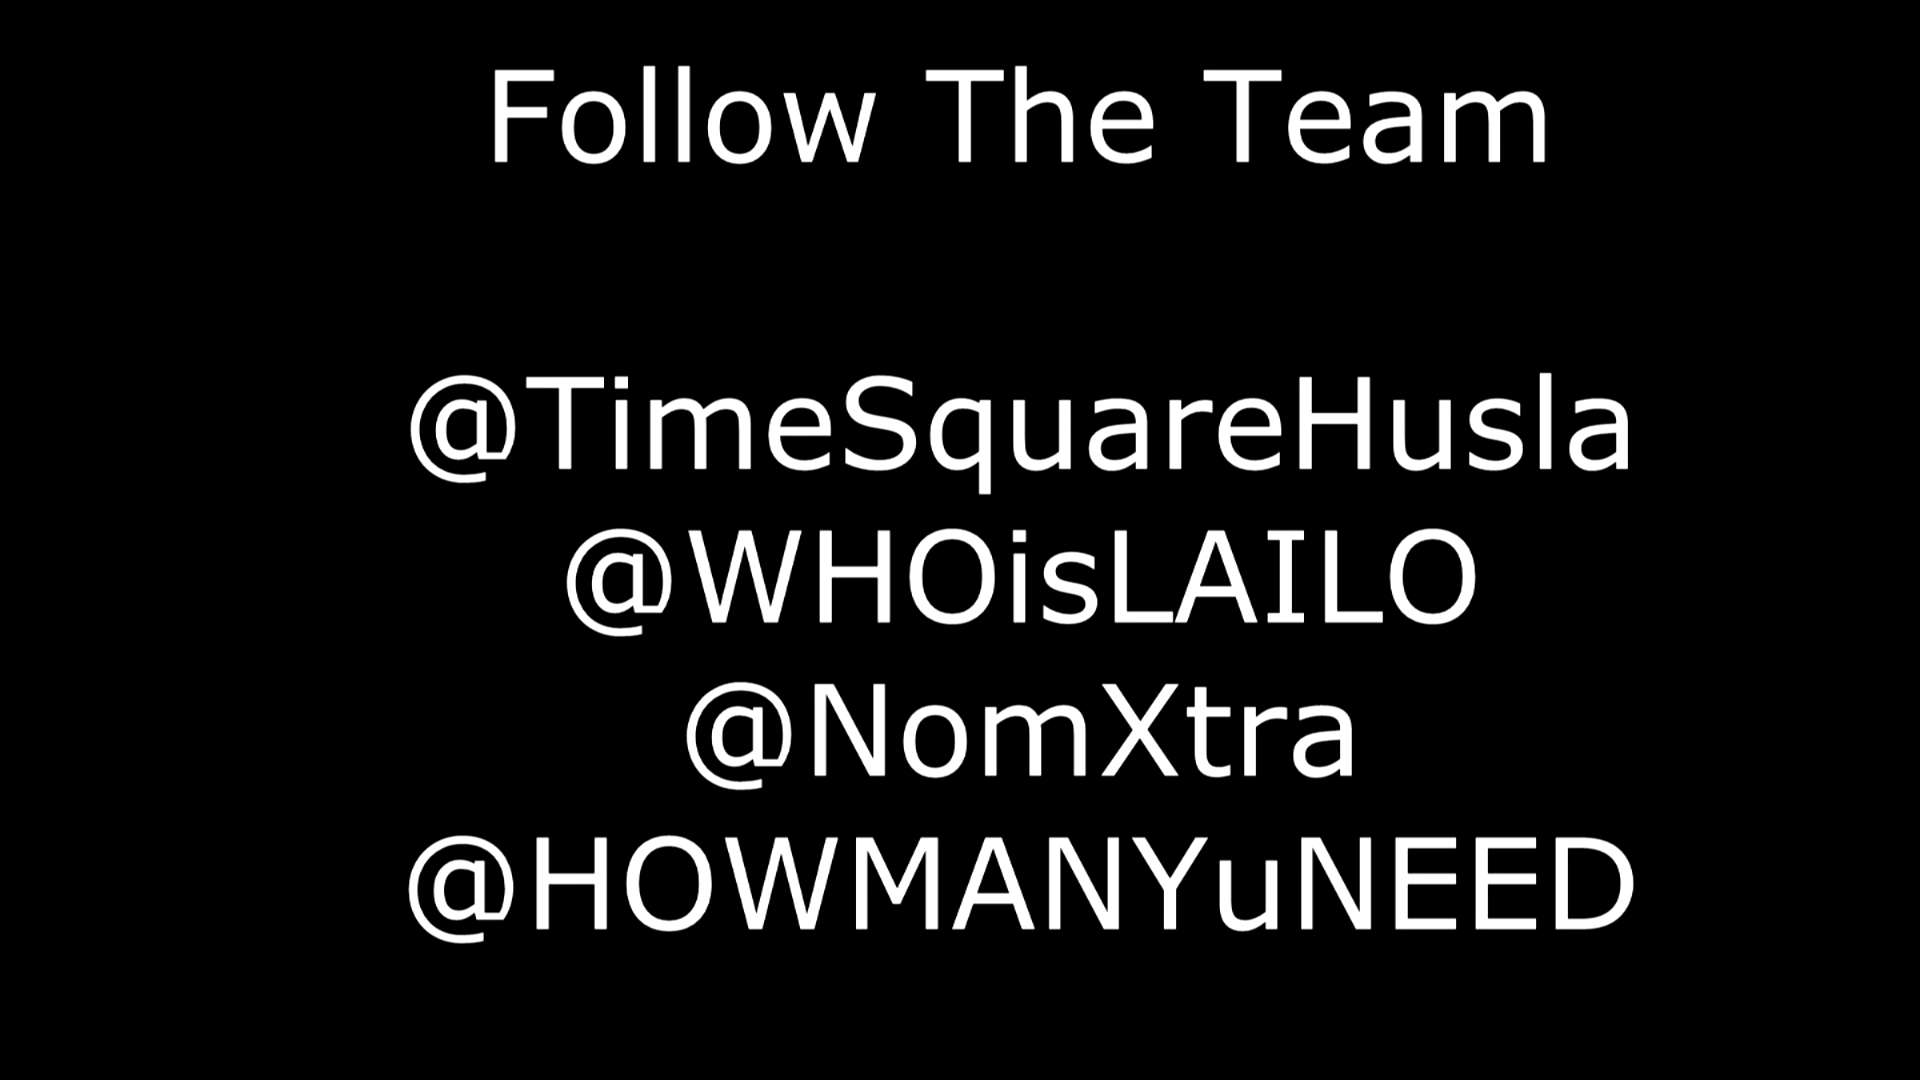 Follow The Team
@TimeSquareHusla
@WHOisLAILO
@NomXtra
@HOWMANYuNEED